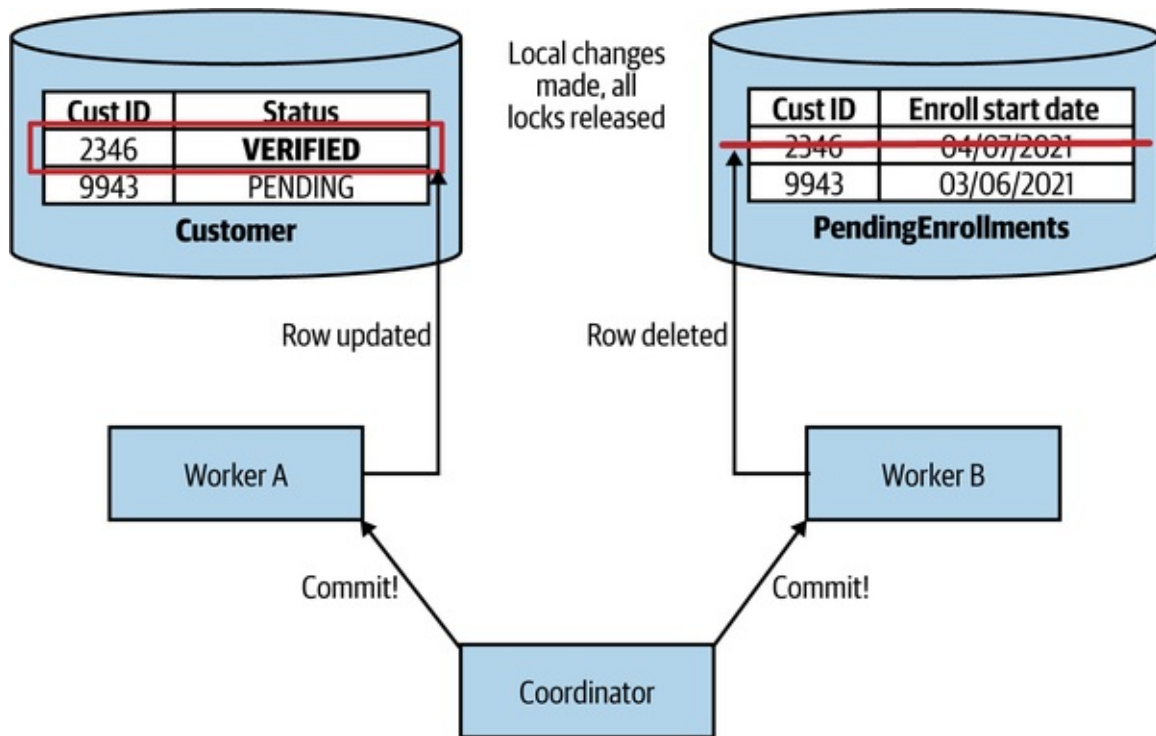 Cust ID Status
2346 VERIFIED
9943 PENDING
Customer
Local changes
made, all
locks released
Cust ID Enroll start date
2346 04/07/2021
9943 03/06/2021
PendingEnrollments
Row updated
Row deleted
Worker A
Worker B
Commit!
Commit!
Coordinator